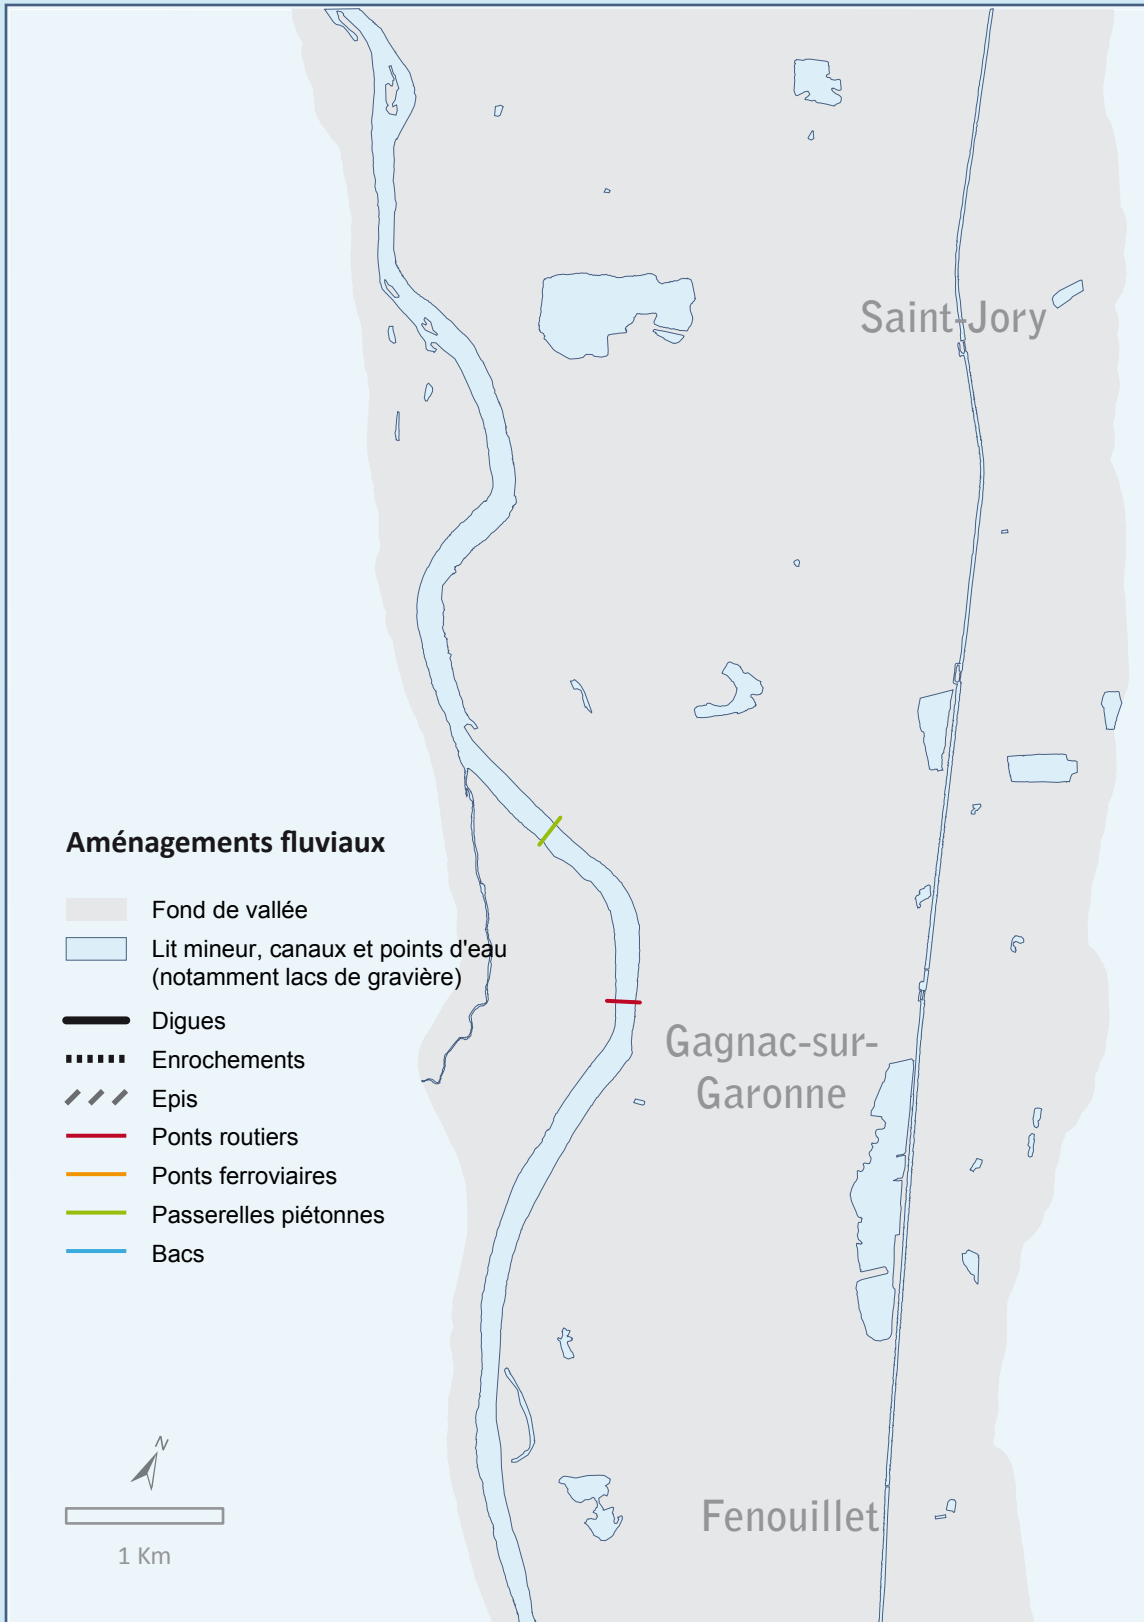 Saint-Jory
Aménagements fluviaux
Fond de vallée
Lit mineur, canaux et points d'eau
(notamment lacs de gravière)
Digues
Enrochements
Epis
Ponts routiers
Ponts ferroviaires
Passerelles piétonnes
Bacs
Gagnac-sur-
Garonne
Fenouillet
N
1 Km